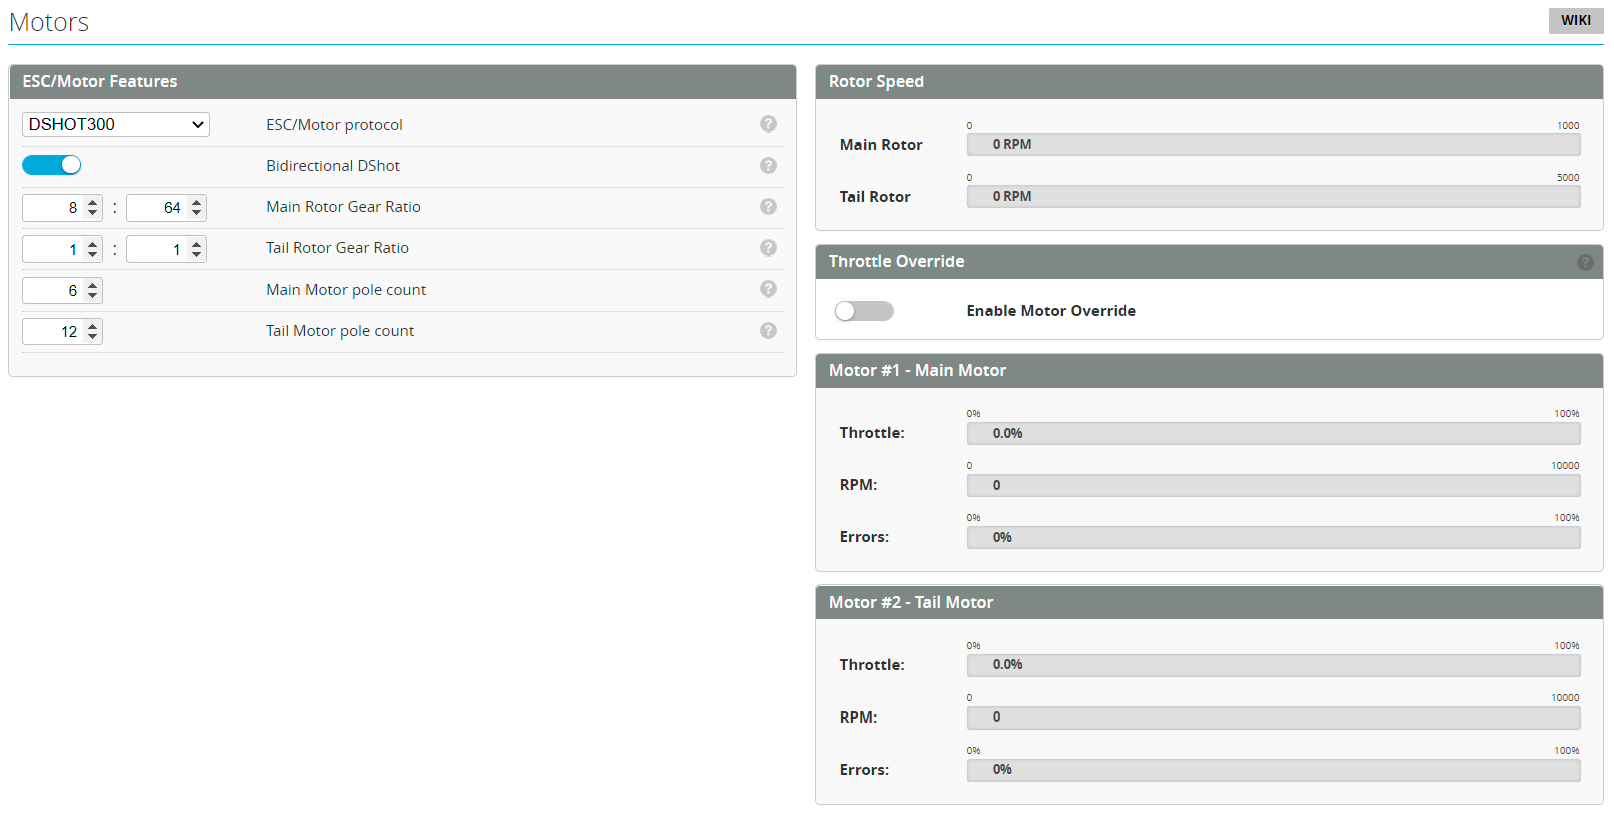 Motors
WIKI
ESC/Motor Features
DSHOT300 ESC/Motor protocol ?
Bidirectional DShot ?
8 : 64 Main Rotor Gear Ratio ?
1 : 1 Tail Rotor Gear Ratio ?
6 Main Motor pole count ?
12 Tail Motor pole count ?
Rotor Speed
0 1000
Main Rotor 0 RPM
0 5000
Tail Rotor 0 RPM
Throttle Override ?
Enable Motor Override
Motor #1 - Main Motor
0% 100%
Throttle: 0.0%
0 10000
RPM: 0
0% 100%
Errors: 0%
Motor #2 - Tail Motor
0% 100%
Throttle: 0.0%
0 10000
RPM: 0
0% 100%
Errors: 0%